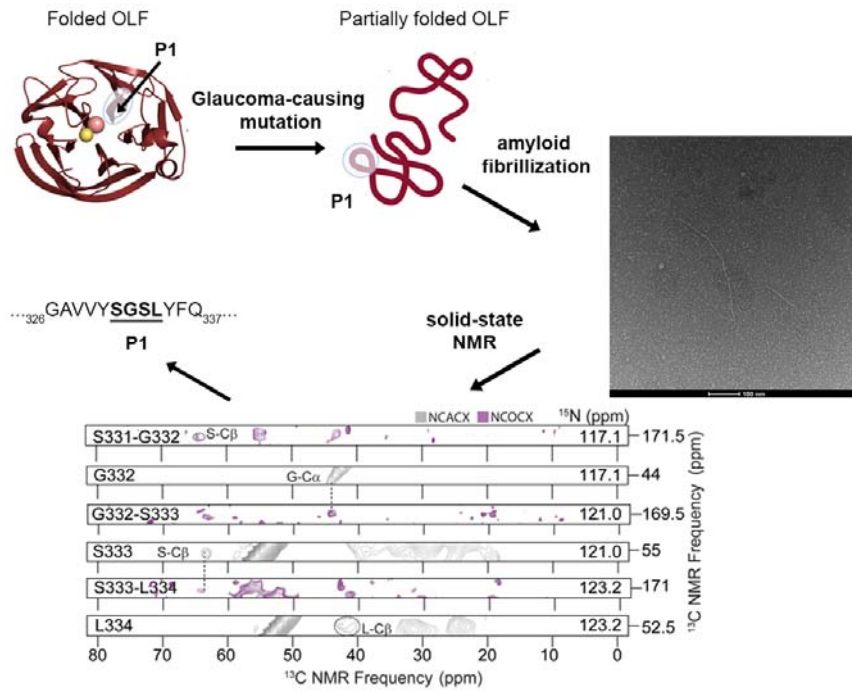 Folded OLF
Partially folded OLF
P1
Glaucoma-causing
mutation
P1
amyloid
fibrillization
100 nm
...326GAVVYSGSLYFQ337...
P1
solid-state
NMR
NCACX NCOCX 15N (ppm)
S331-G332 S-Cβ 117.1 171.5
G332 G-Cα 117.1 44
G332-S333 121.0 169.5
S333 S-Cβ 121.0 55
S333-L334 123.2 171
L334 L-Cβ 123.2 52.5
80 70 60 50 40 30 20 10 0
13C NMR Frequency (ppm)
13C NMR Frequency (ppm)